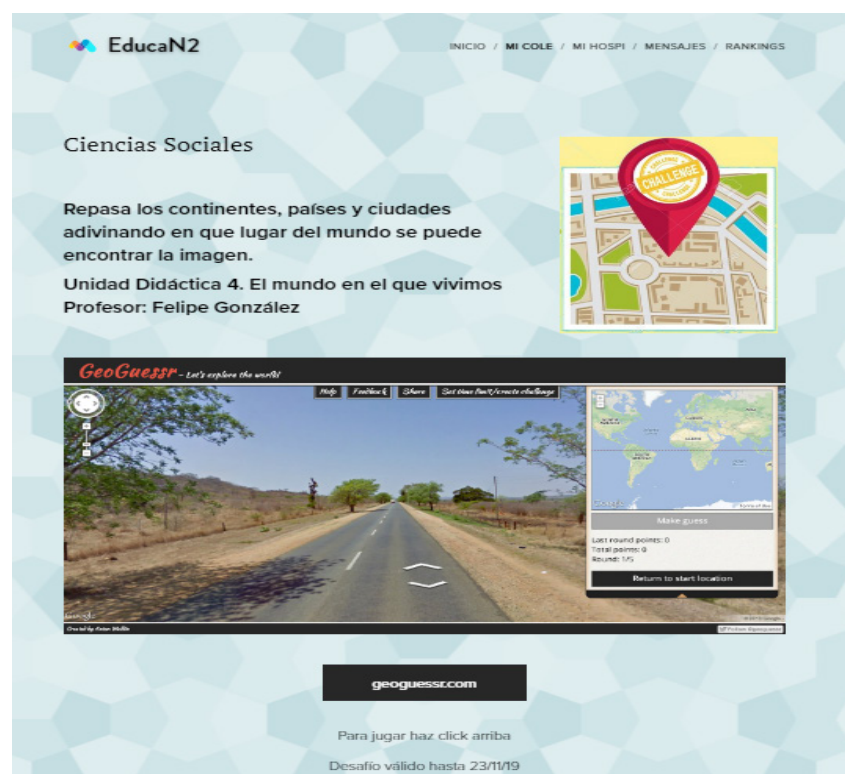 EducaN2
INICIO / MI COLE / MI HOSPI / MENSAJES / RANKINGS
Ciencias Sociales
CHALLENGE
Repasa los continentes, países y ciudades
adivinando en que lugar del mundo se puede
encontrar la imagen.
Unidad Didáctica 4. El mundo en el que vivimos
Profesor: Felipe González
GeoGuessr - Let's explore the world!
Help Feedback Share Set time limit/create challenge
Make guess
Last round points: 0
Total points: 0
Round: 1/5
Return to start location
geoguessr.com
Para jugar haz click arriba
Desafío válido hasta 23/11/19